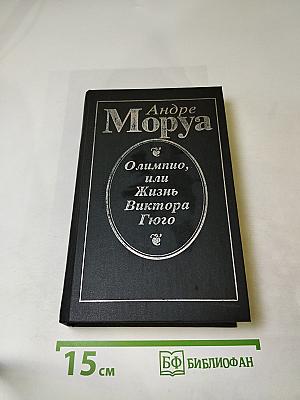 Андре
Моруа
Олимпио,
или
Жизнь
Виктора
Гюго
15 см
БФ БИБЛИОФАН